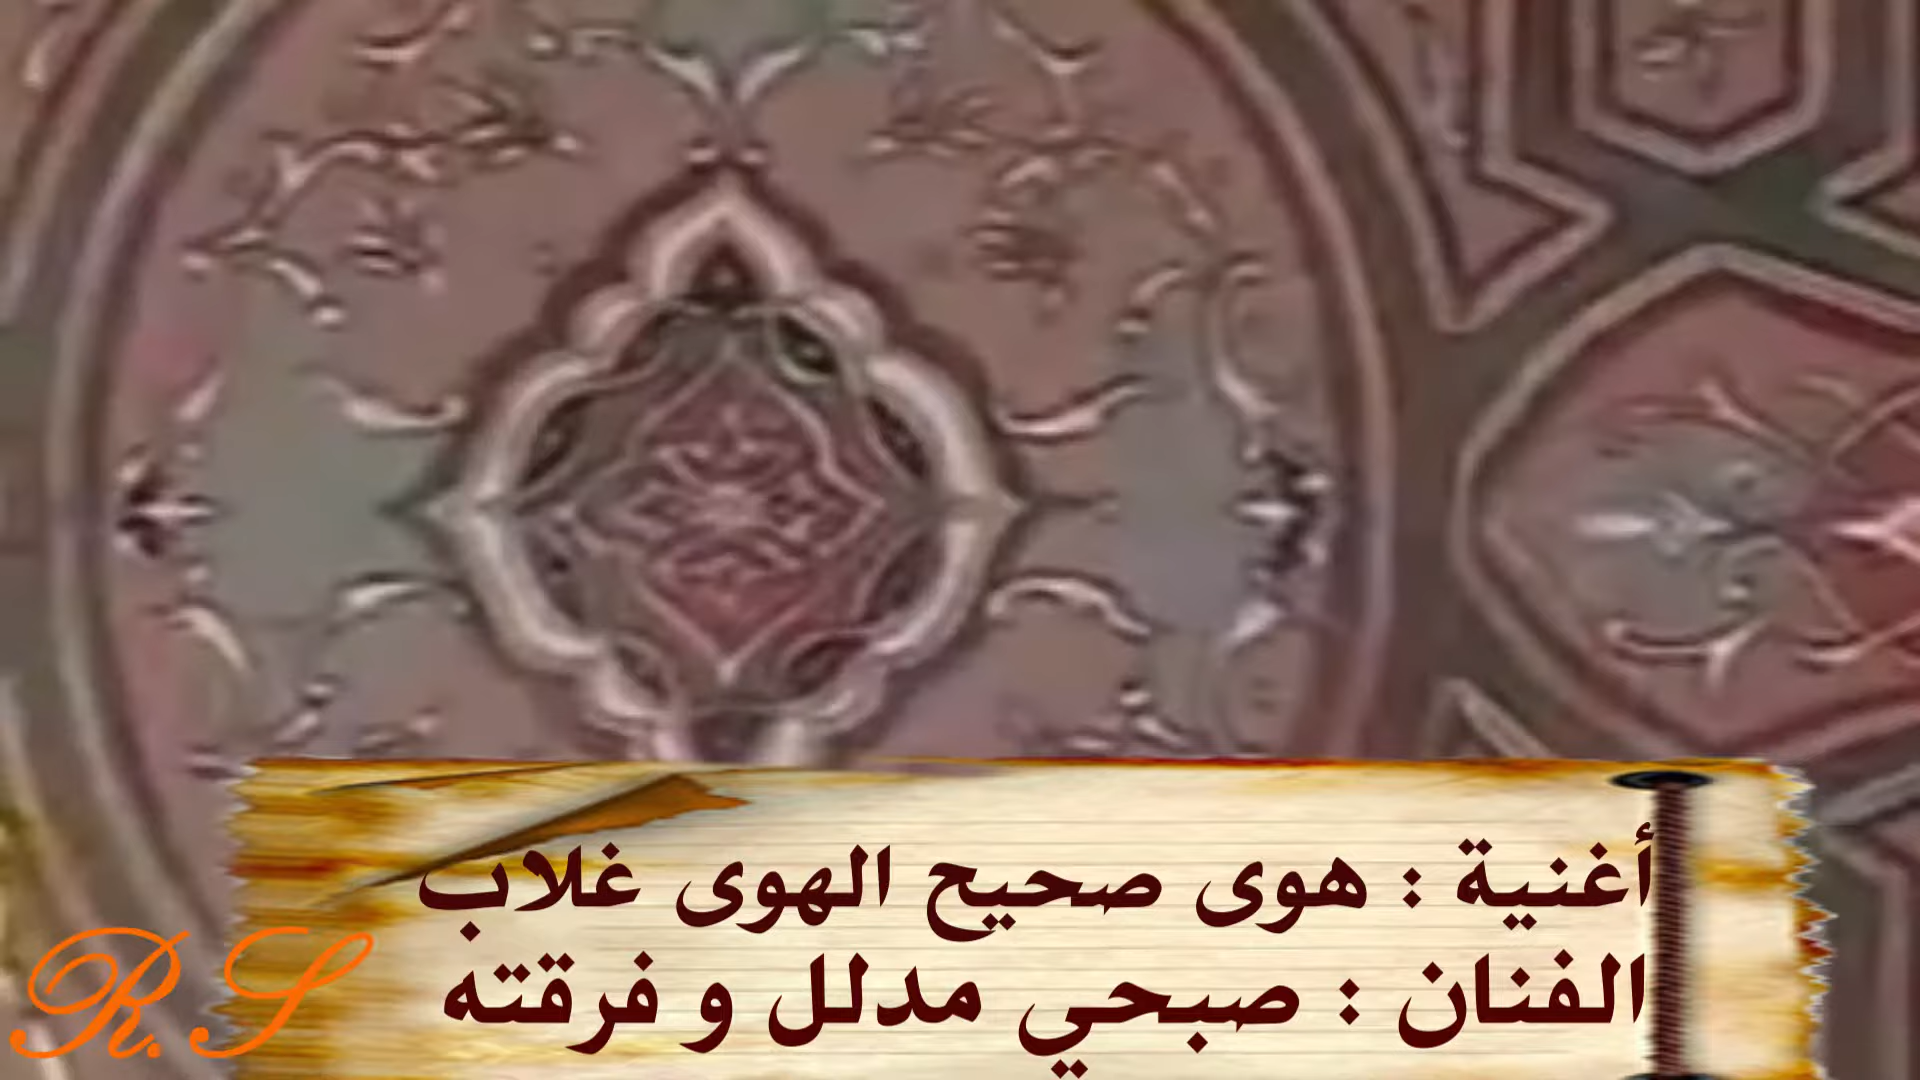 أغنية : هوى صحيح الهوى غلاب
الفنان : صبحي مدلل و فرقته
R.S